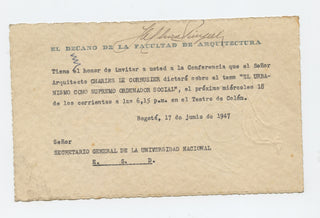 EL DECANO DE LA FACULTAD DE ARQUITECTURA
Tiene el honor de invitar a usted a la Conferencia que el Señor
Arquitecto CHARLES LE CORBUSIER dictará sobre el tema "EL URBA-
NISMO COMO SUPREMO ORDENADOR SOCIAL", el próximo miércoles 18
de los corrientes a las 6,15 p.m. en el Teatro de Colón.
Bogotá, 17 de junio de 1947
Señor
SECRETARIO GENERAL DE LA UNIVERSIDAD NACIONAL
E. S. D.